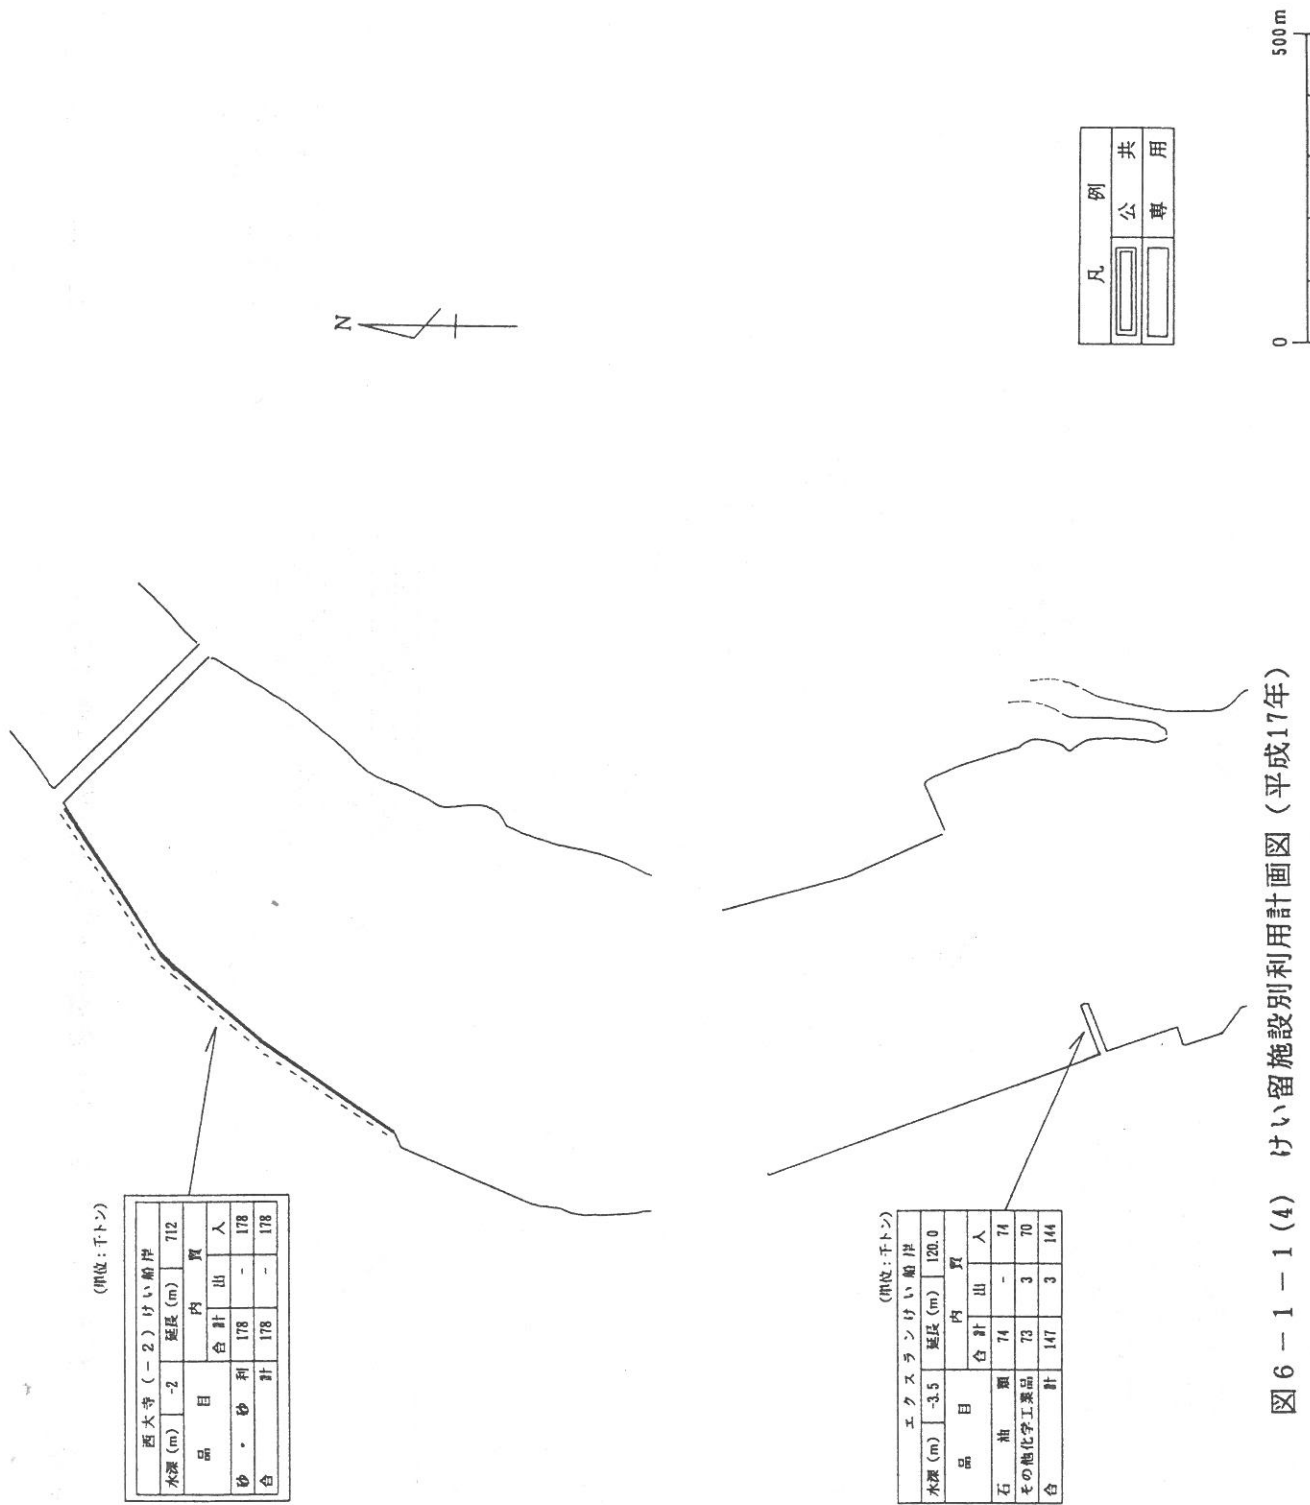 (単位:千トン)
西大寺(-2)けい船岸
水深(m) -2 延長(m) 712
品目 内貿
合計 出 入
砂・砂利 178 - 178
合計 178 - 178
N
(単位:千トン)
エクスランけい船岸
水深(m) -3.5 延長(m) 120.0
品目 内貿
合計 出 入
石油類 74 - 74
その他化学工業品 73 3 70
合計 147 3 144
凡例
公共
専用
0 500m
図6-1-1(4) けい留施設別利用計画図(平成17年)